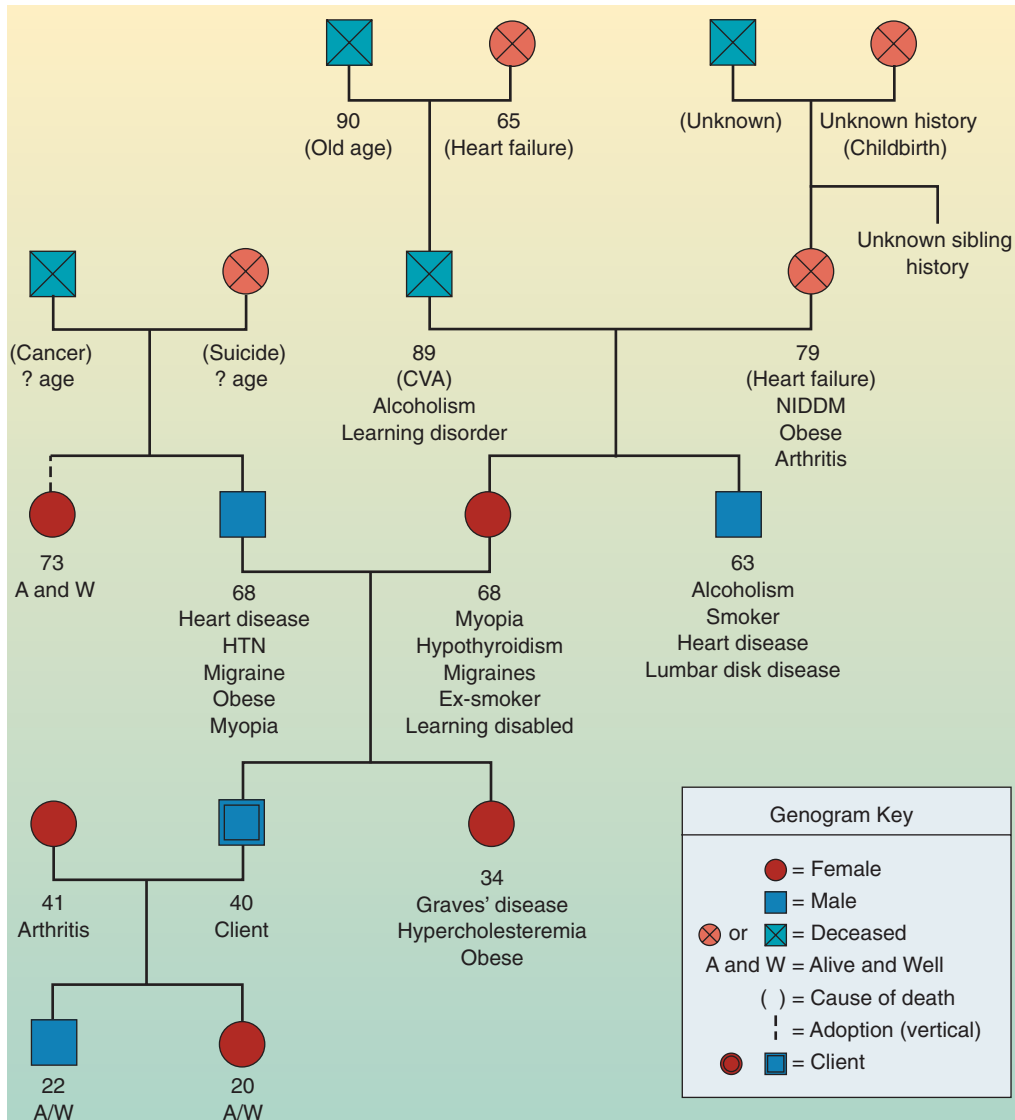 90
(Old age)
65
(Heart failure)
(Unknown)
Unknown history
(Childbirth)
Unknown sibling
history
(Cancer)
? age
(Suicide)
? age
89
(CVA)
Alcoholism
Learning disorder
79
(Heart failure)
NIDDM
Obese
Arthritis
73
A and W
68
Heart disease
HTN
Migraine
Obese
Myopia
68
Myopia
Hypothyroidism
Migraines
Ex-smoker
Learning disabled
63
Alcoholism
Smoker
Heart disease
Lumbar disk disease
41
Arthritis
40
Client
34
Graves' disease
Hypercholesteremia
Obese
22
A/W
20
A/W
Genogram Key
= Female
= Male
or = Deceased
A and W = Alive and Well
( ) = Cause of death
= Adoption (vertical)
= Client